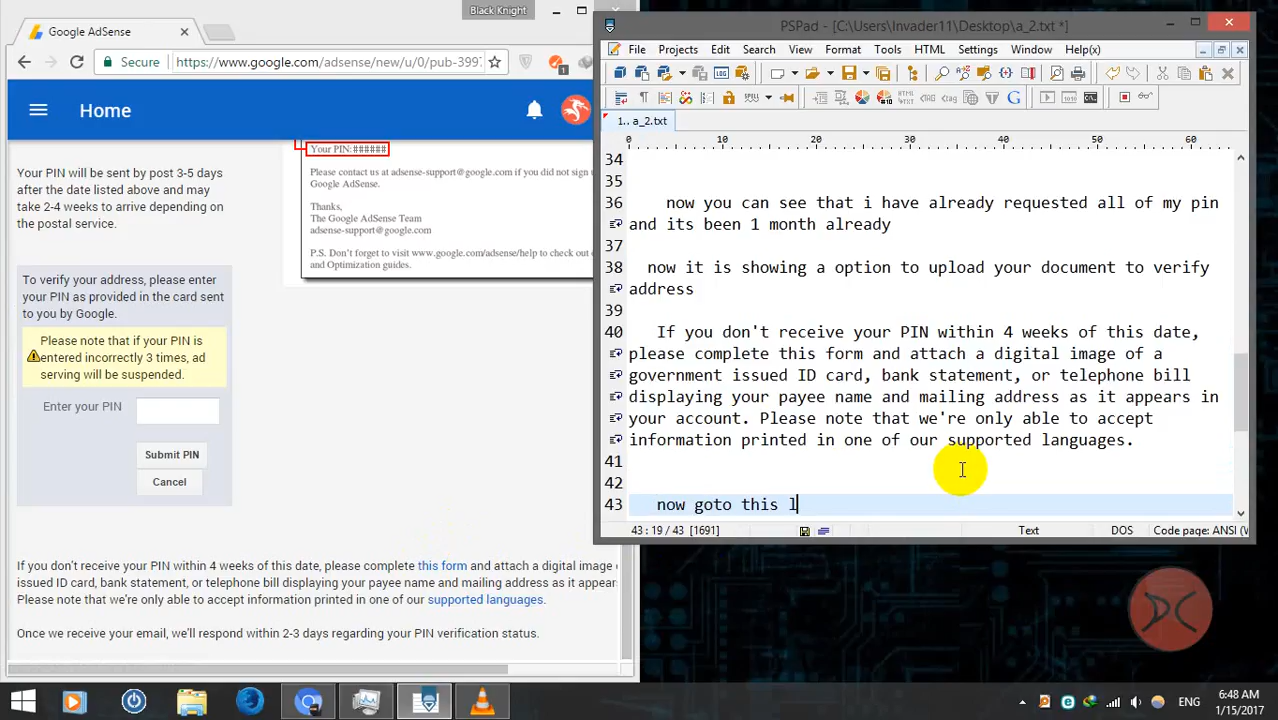 Black Knight
Google AdSense
Secure https://www.google.com/adsense/new/u/0/pub-3997
1
Home
Your PIN: ######
Please contact us at adsense-support@google.com if you did not sign u
Google AdSense.
Thanks,
The Google AdSense Team
adsense-support@google.com
P.S. Don't forget to visit www.google.com/adsense/help to check out o
and Optimization guides.
Your PIN will be sent by post 3-5 days
after the date listed above and may
take 2-4 weeks to arrive depending on
the postal service.
To verify your address, please enter
your PIN as provided in the card sent
to you by Google.
Please note that if your PIN is
entered incorrectly 3 times, ad
serving will be suspended.
Enter your PIN
Submit PIN
Cancel
If you don't receive your PIN within 4 weeks of this date, please complete this form and attach a digital image o
issued ID card, bank statement, or telephone bill displaying your payee name and mailing address as it appears
Please note that we're only able to accept information printed in one of our supported languages.
Once we receive your email, we'll respond within 2-3 days regarding your PIN verification status.
PSPad - [C:\Users\Invader11\Desktop\a_2.txt *]
File Projects Edit Search View Format Tools HTML Settings Window Help(x)
1.. a_2.txt
0 10 20 30 40 50 60
34
35
36 now you can see that i have already requested all of my pin
and its been 1 month already
37
38 now it is showing a option to upload your document to verify
address
39
40 If you don't receive your PIN within 4 weeks of this date,
please complete this form and attach a digital image of a
government issued ID card, bank statement, or telephone bill
displaying your payee name and mailing address as it appears in
your account. Please note that we're only able to accept
information printed in one of our supported languages.
41
42
43 now goto this l
43 : 19 / 43 [1691] Text DOS Code page: ANSI (W
ENG
6:48 AM
1/15/2017